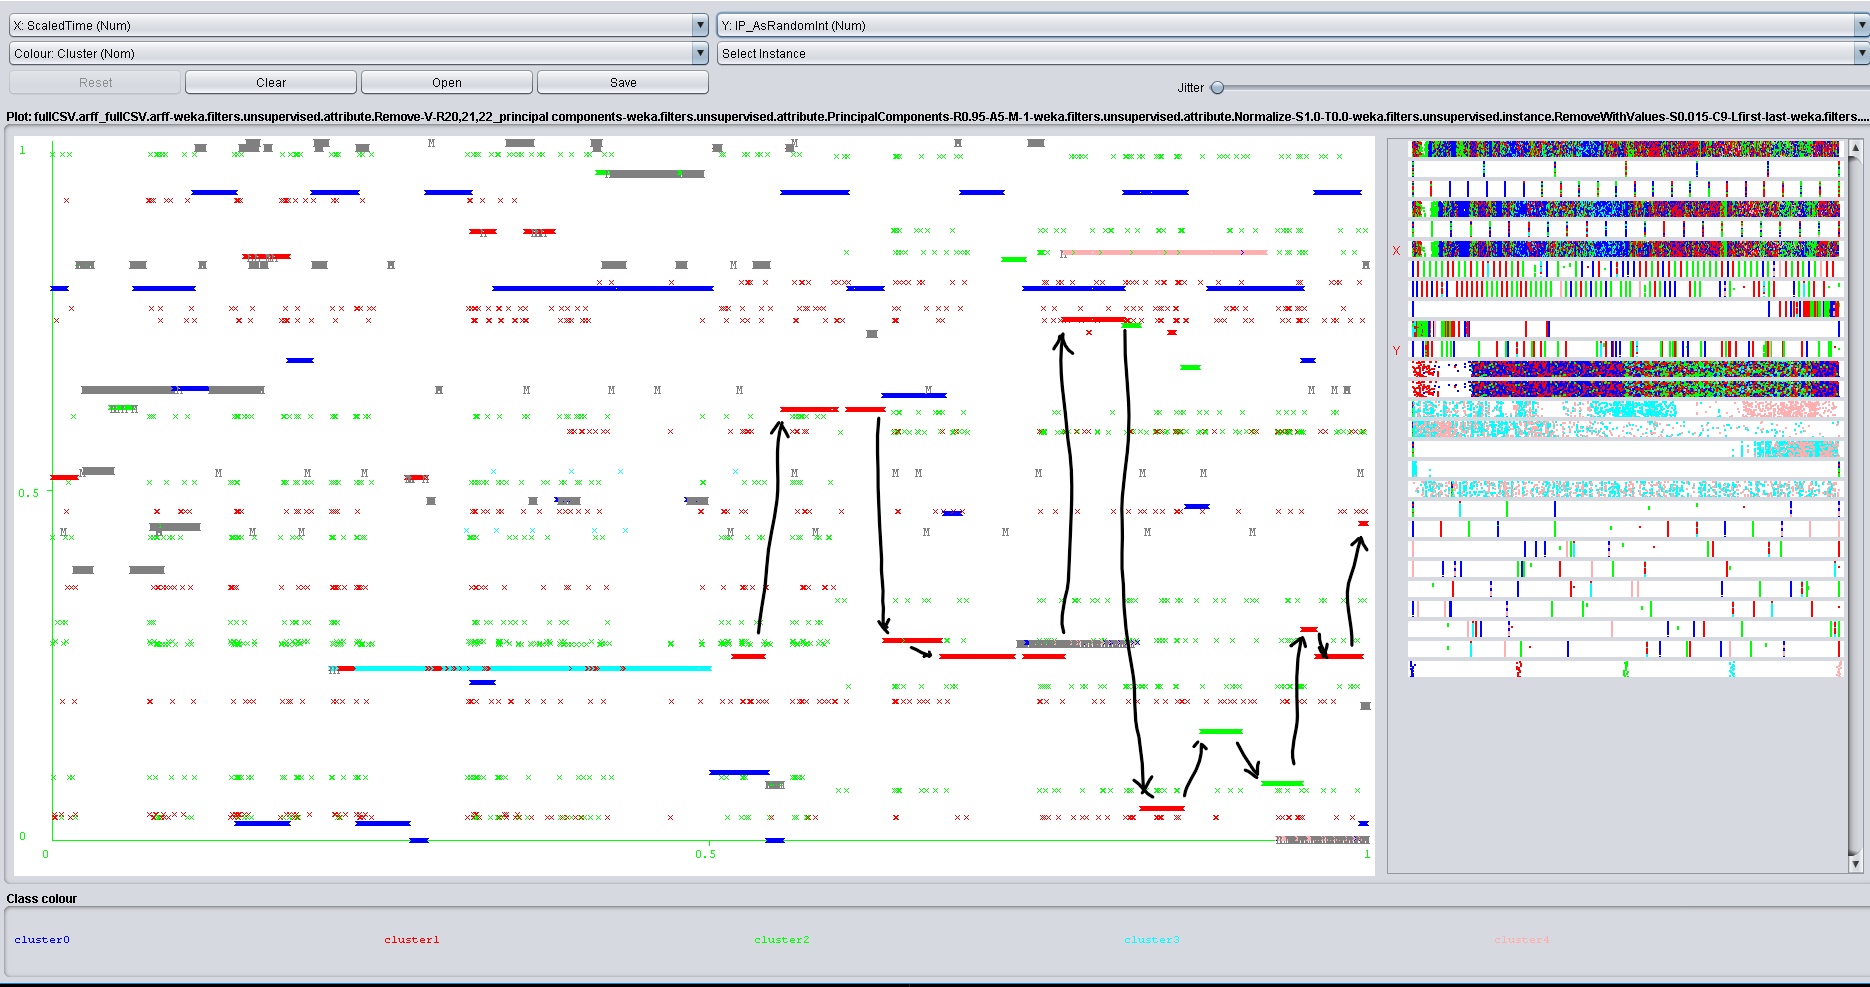 X: ScaledTime (Num)
Y: IP_AsRandomInt (Num)
Colour: Cluster (Nom)
Select Instance
Reset
Clear
Open
Save
Jitter
Plot: fullCSV.arff_fullCSV.arff-weka.filters.unsupervised.attribute.Remove-V-R20,21,22_principal components-weka.filters.unsupervised.attribute.PrincipalComponents-R0.95-A5-M-1-weka.filters.unsupervised.attribute.Normalize-S1.0-T0.0-weka.filters.unsupervised.instance.RemoveWithValues-S0.015-C9-Lfirst-last-weka.filters....
1
0.5
0
0
0.5
1
X
Y
Class colour
cluster0
cluster1
cluster2
cluster3
cluster4